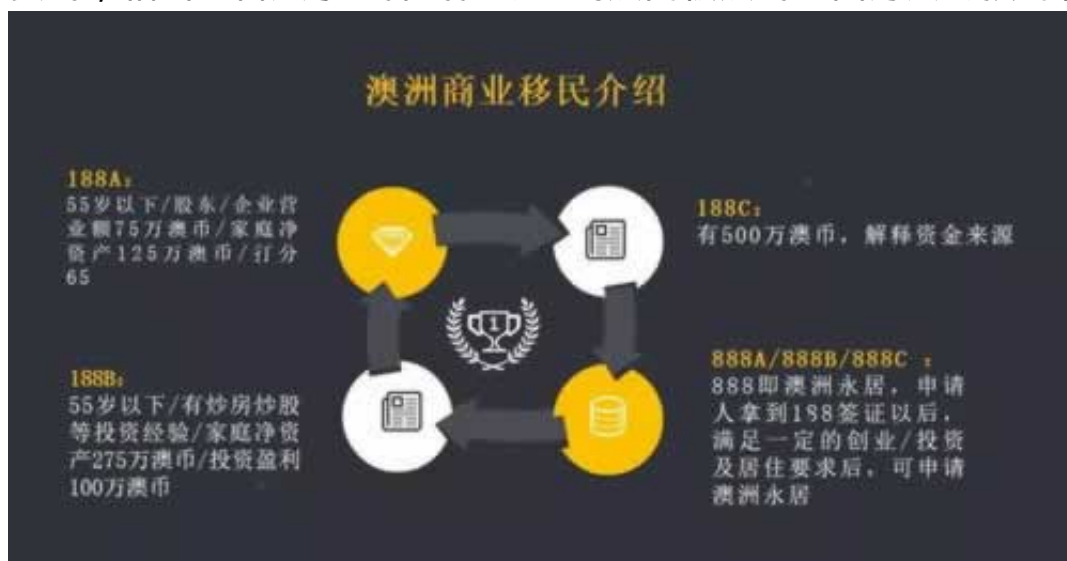 澳洲商业移民介绍
188A:
55岁以下/股东/企业营
业额75万澳币/家庭净
资产125万澳币/打分
65
188C:
有500万澳币，解释资金来源
188B:
55岁以下/有炒房炒股
等投资经验/家庭净资
产275万澳币/投资盈利
100万澳币
888A/888B/888C :
888即澳洲永居，申请
人拿到188签证以后，
满足一定的创业/投资
及居住要求后，可申请
澳洲永居
1